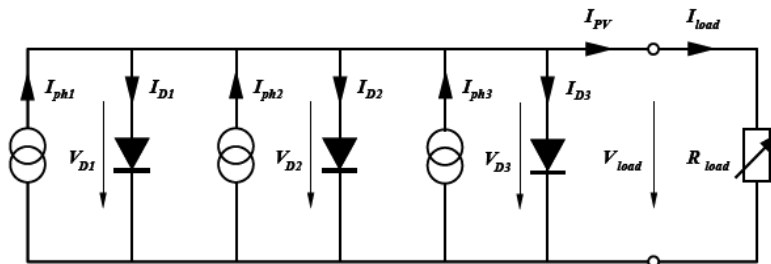 I_PV I_load
I_ph1 I_D1 I_ph2 I_D2 I_ph3 I_D3
V_D1 V_D2 V_D3 V_load R_load